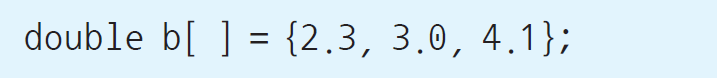 double b[ ] = {2.3, 3.0, 4.1};